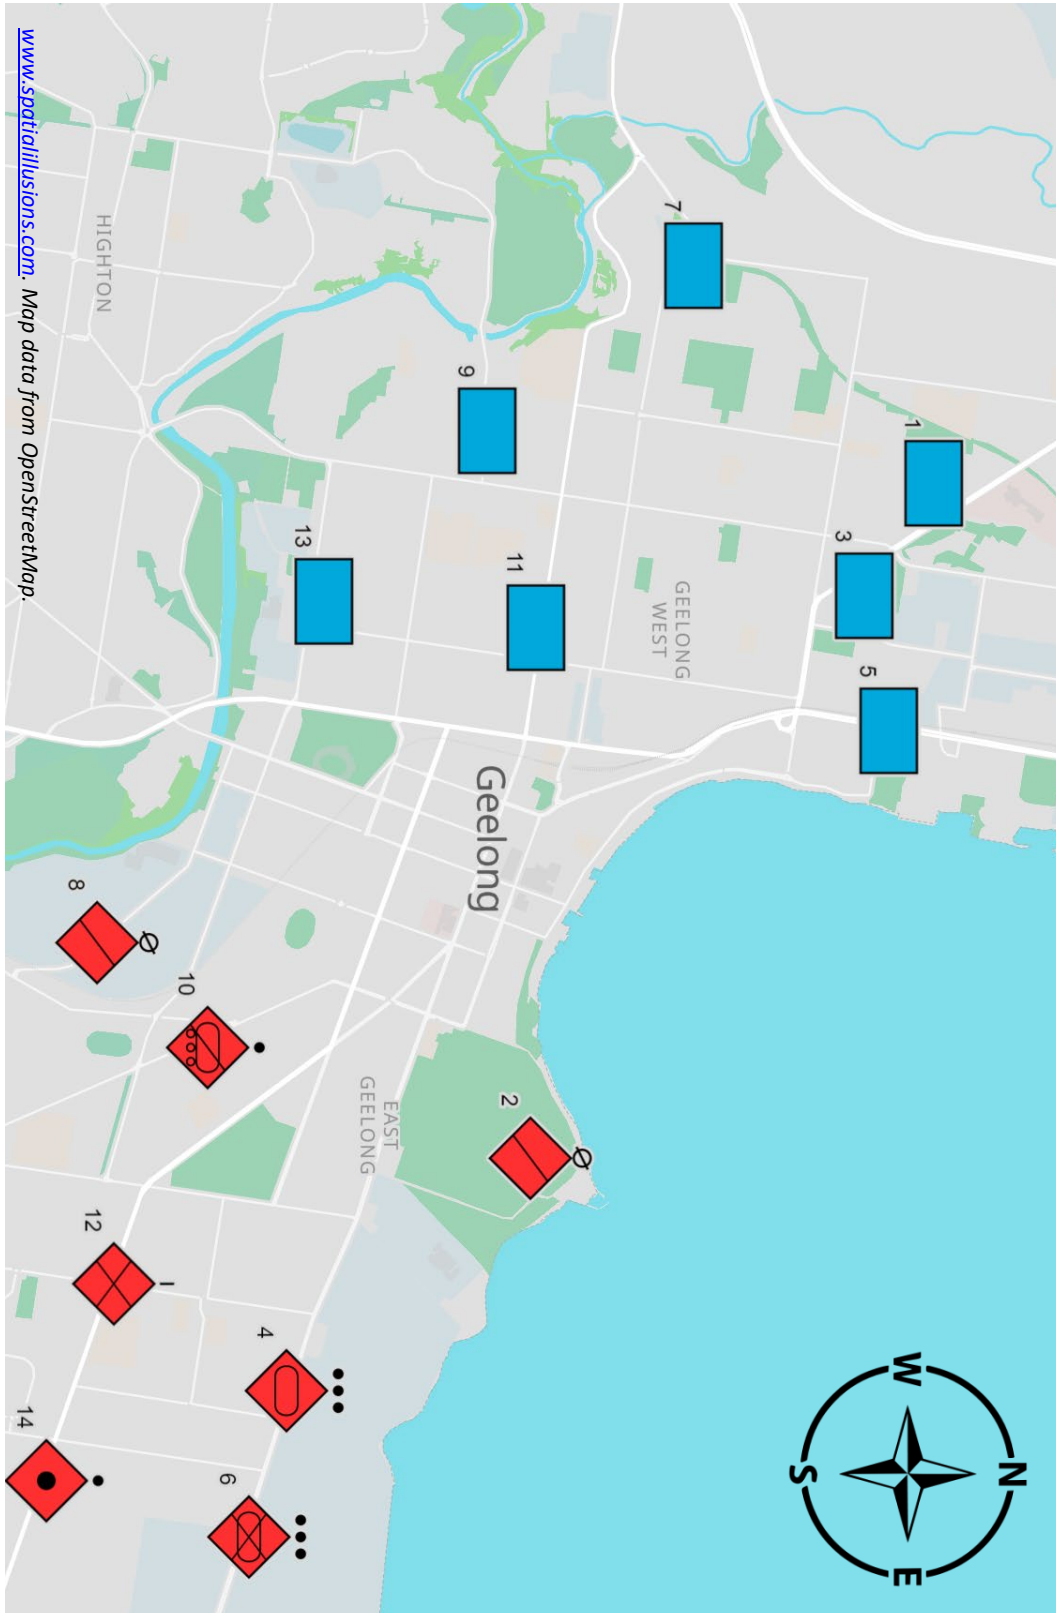 N
W
E
S
1
5
3
7
GEELONG
WEST
11
2
Geelong
9
EAST
GEELONG
13
4
6
10
HIGHTON
12
8
14
www.spatialillusions.com. Map data from OpenStreetMap.